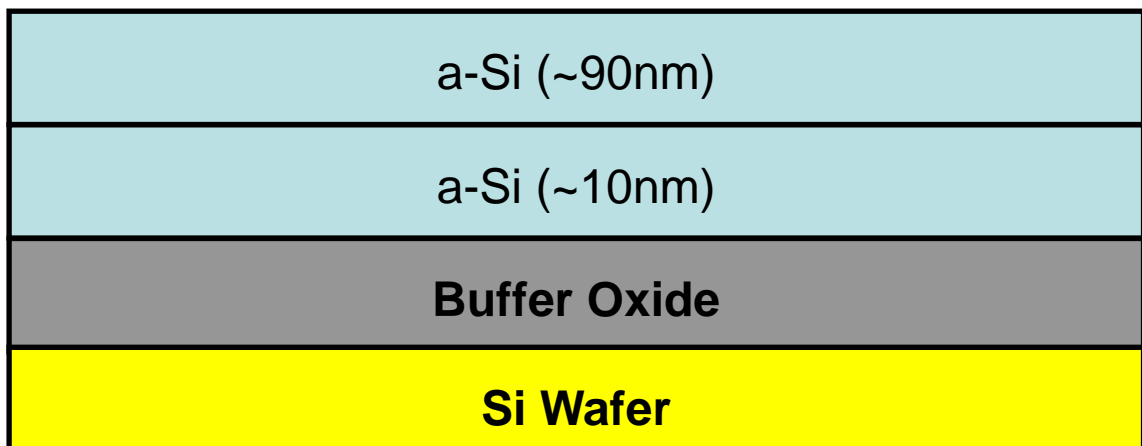 a-Si (~90nm)
a-Si (~10nm)
Buffer Oxide
Si Wafer